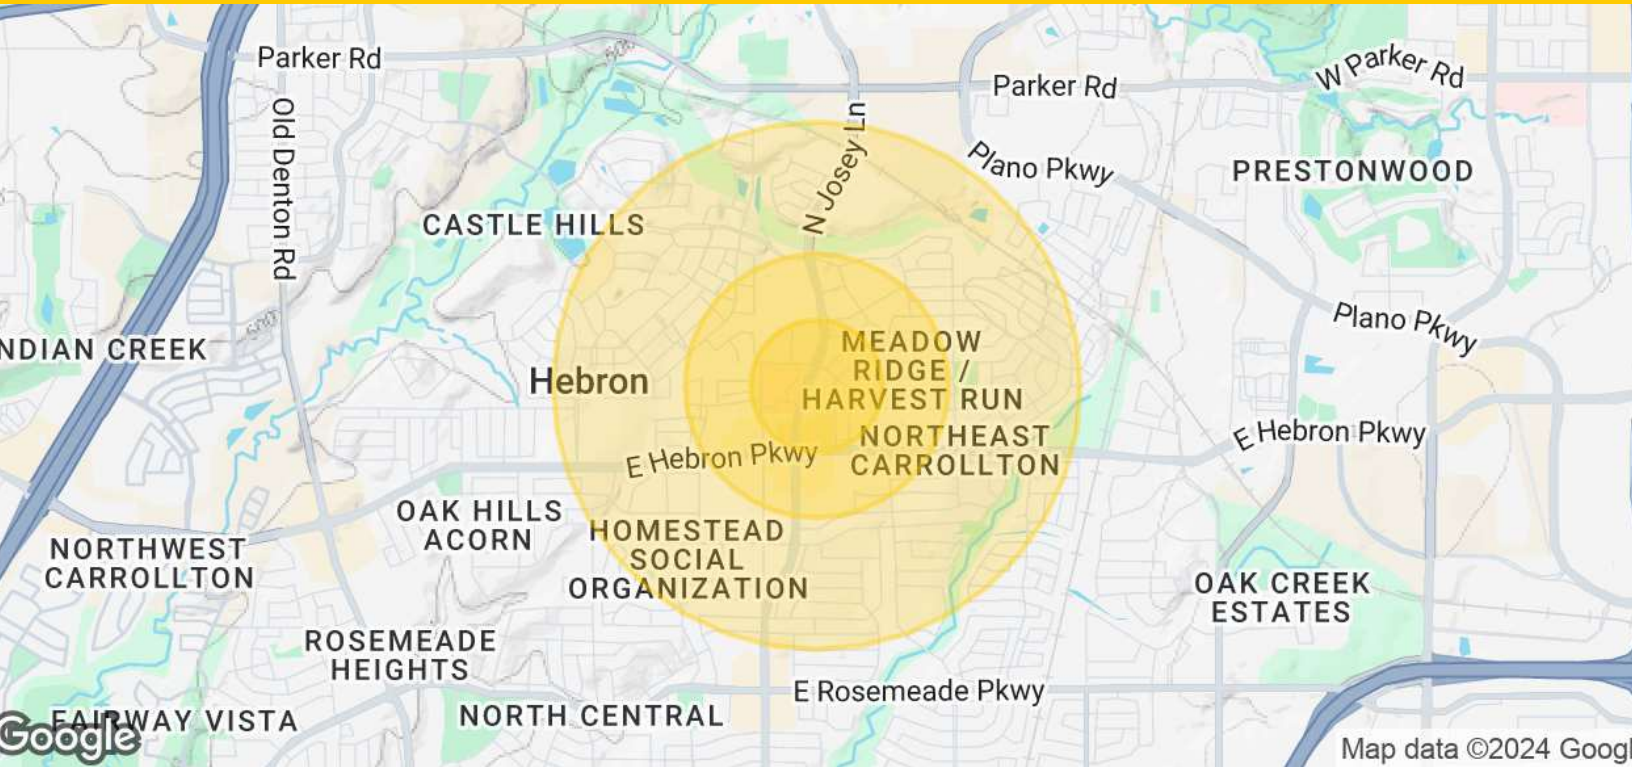 Parker Rd
600
Parker Rd
W Parker Rd
Old Denton Rd
N Josey Ln
Plano Pkwy
PRESTONWOOD
CASTLE HILLS
600
NDIAN CREEK
Plano Pkwy
MEADOW
RIDGE /
HARVEST RUN
Hebron
NORTHEAST
CARROLLTON
E Hebron Pkwy
E Hebron Pkwy
OAK HILLS
ACORN
HOMESTEAD
SOCIAL
ORGANIZATION
NORTHWEST
CARROLLTON
OAK CREEK
ESTATES
ROSEMEADE
HEIGHTS
E Rosemeade Pkwy
FAIRWAY VISTA
NORTH CENTRAL
Google
Map data ©2024 Googl